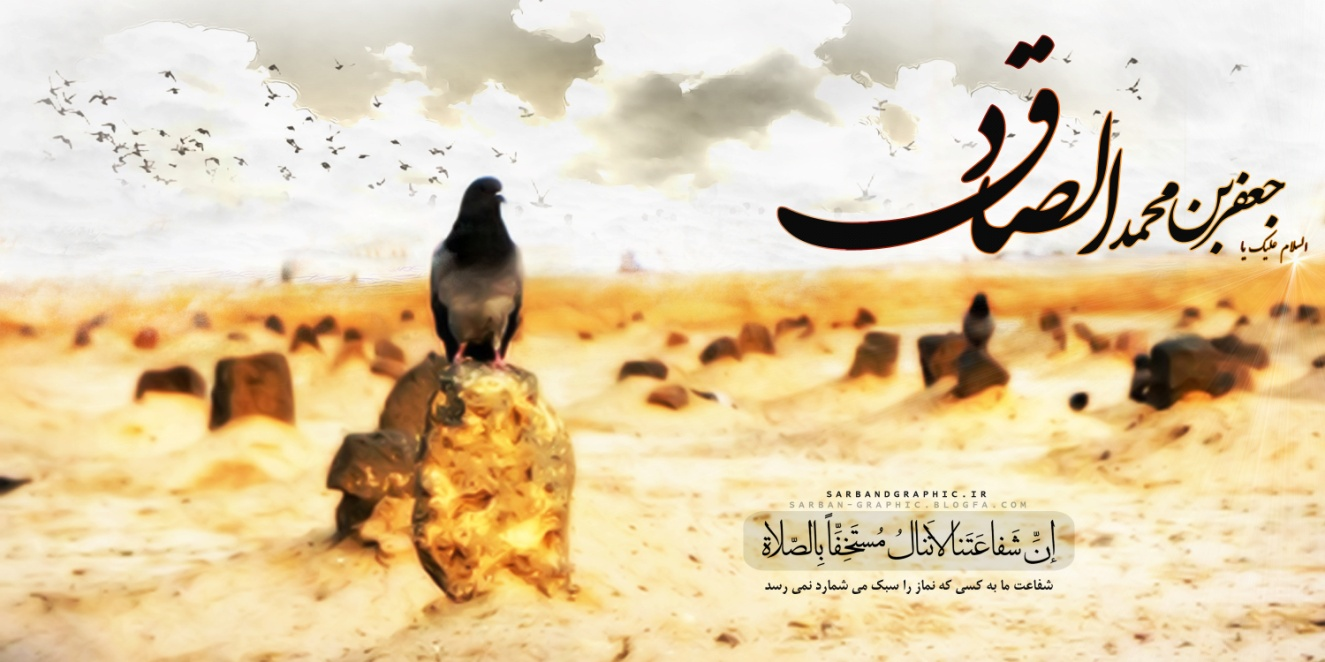 السلام علیک یا
جعفر بن محمد الصادق
SARBANDGRAPHIC.IR
SARBAN-GRAPHIC.BLOGFA.COM
إنِّ شَفاعَتَنا لاتَنالُ مُستَخِفّاً بِالصّلاة
شفاعت ما به کسی که نماز را سبک می شمارد نمی رسد